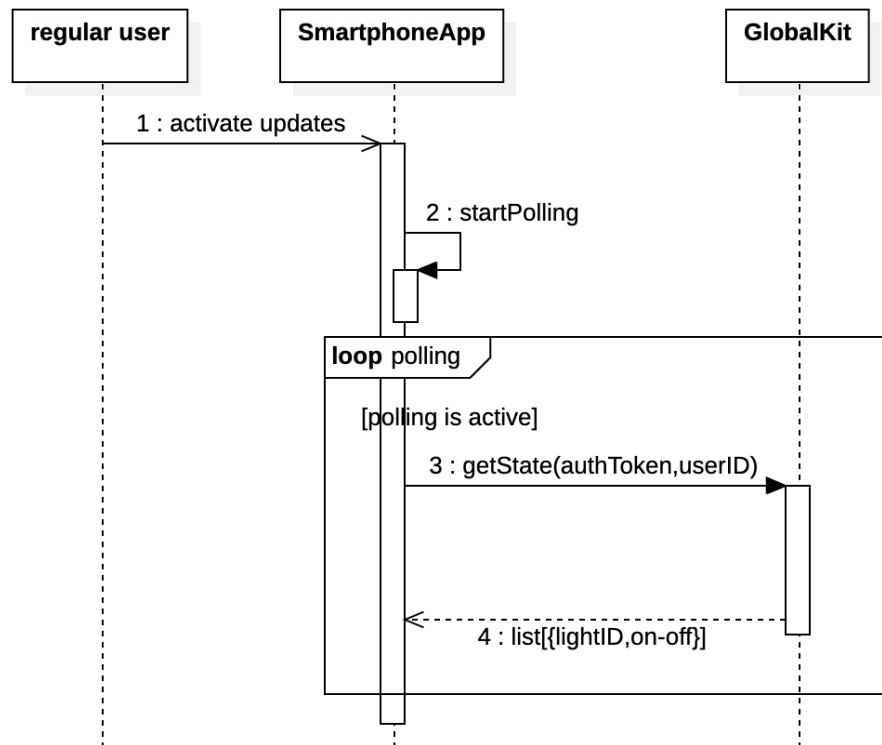 regular user
SmartphoneApp
GlobalKit
1 : activate updates
2 : startPolling
loop polling
[polling is active]
3 : getState(authToken,userID)
4 : list[{lightID,on-off}]